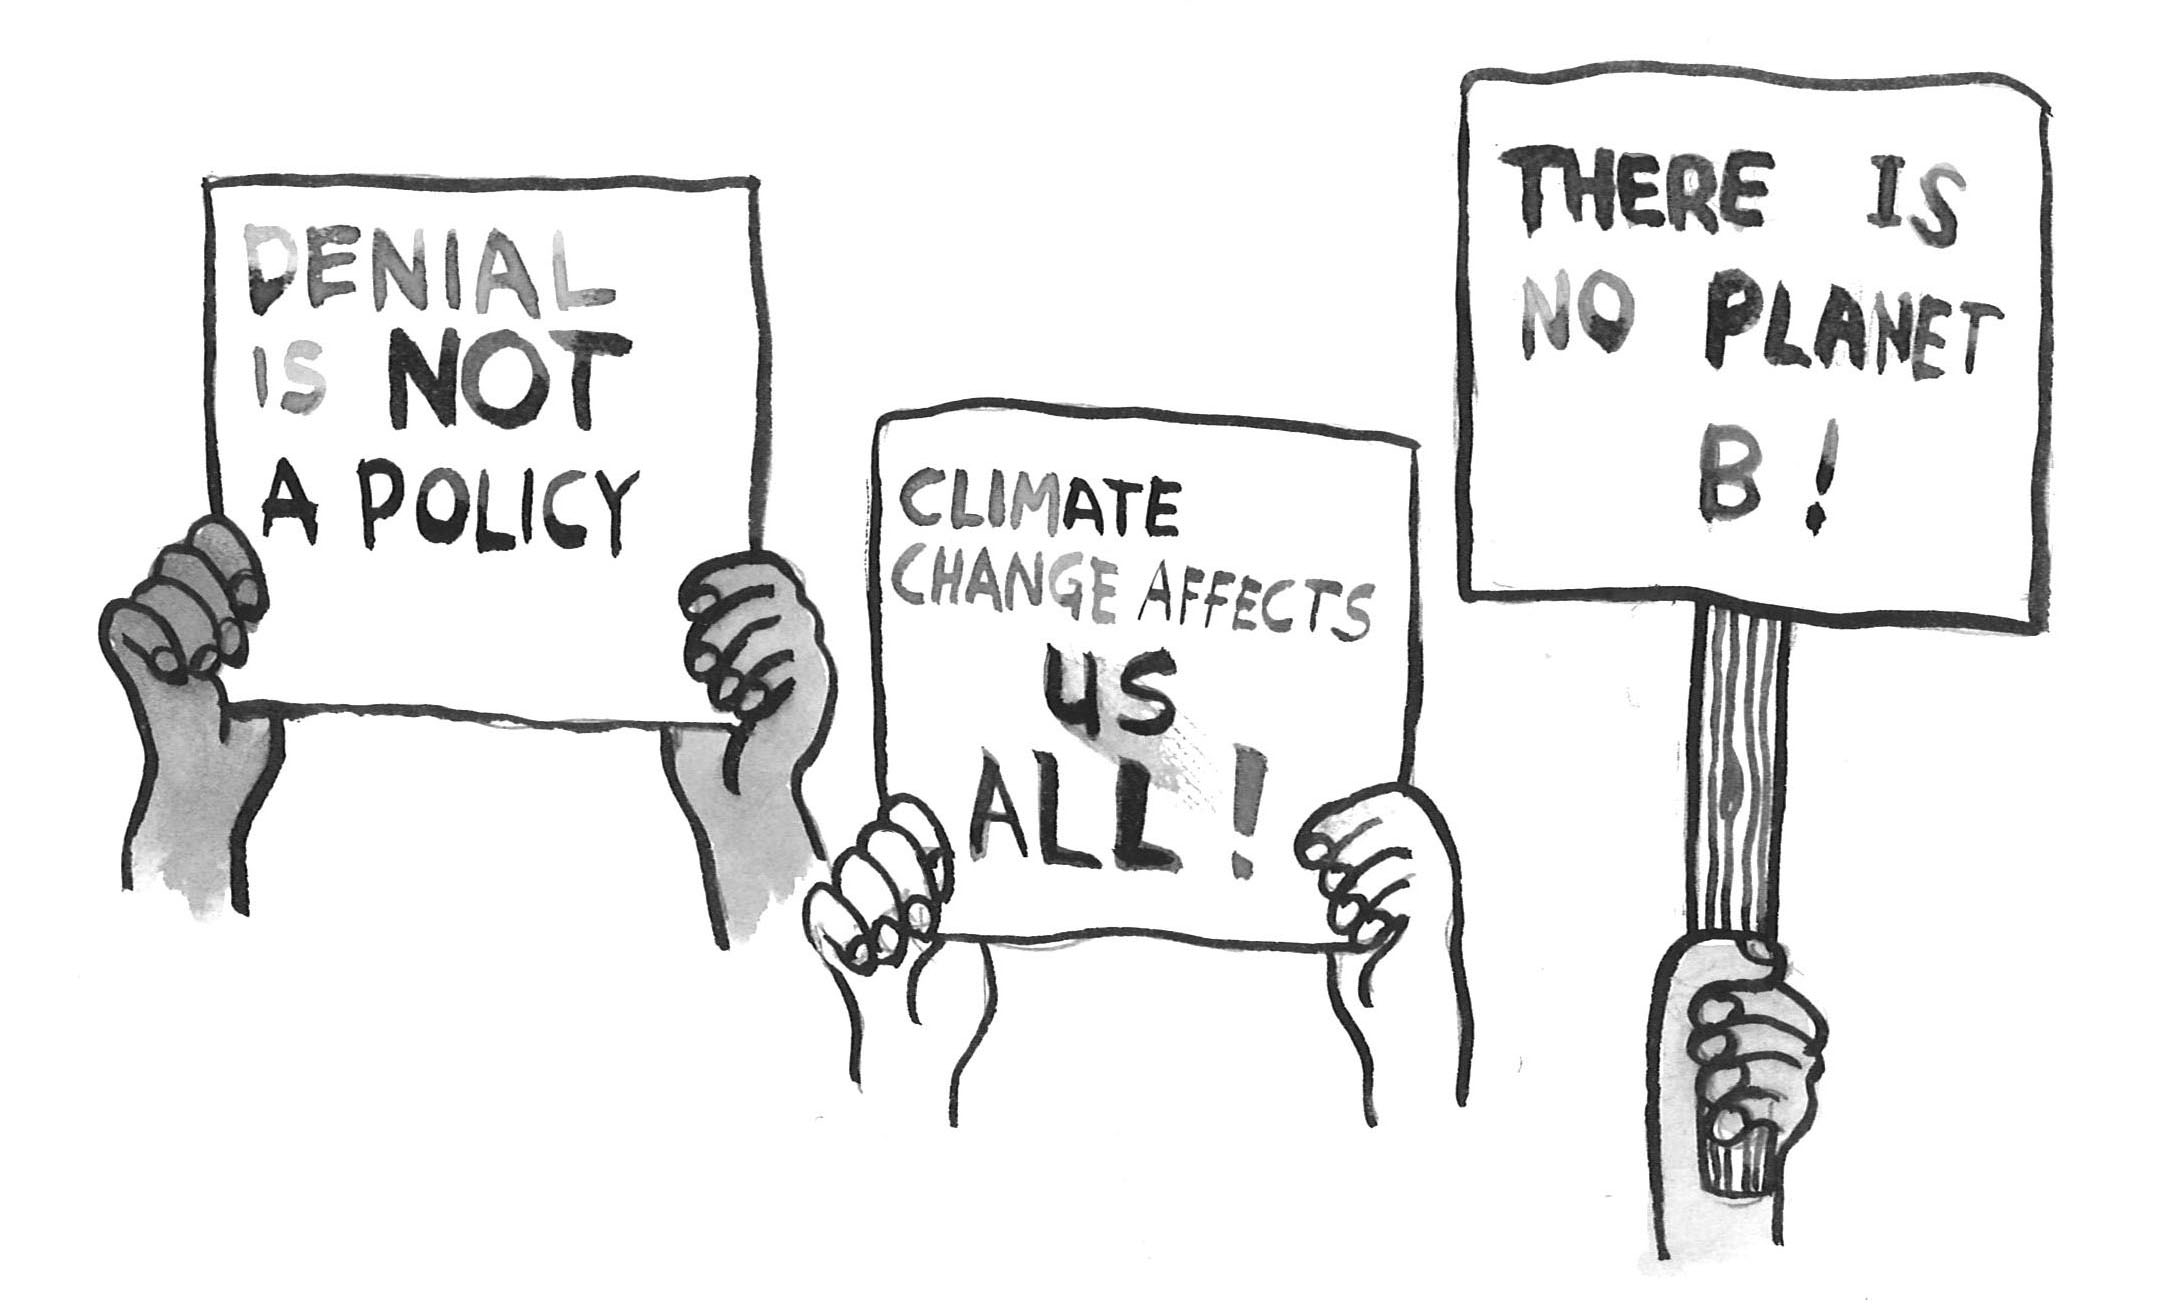 DENIAL
IS NOT
A POLICY
CLIMATE
CHANGE AFFECTS
US
ALL!
THERE IS
NO PLANET
B!